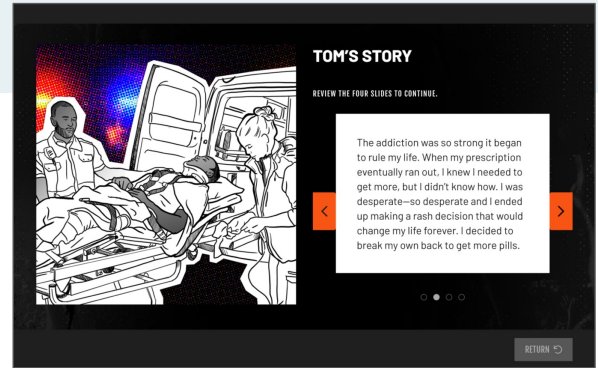 TOM'S STORY
REVIEW THE FOUR SLIDES TO CONTINUE.
The addiction was so strong it began
to rule my life. When my prescription
eventually ran out, I knew I needed to
get more, but I didn't know how. I was
desperate—so desperate and I ended
up making a rash decision that would
change my life forever. I decided to
break my own back to get more pills.
RETURN